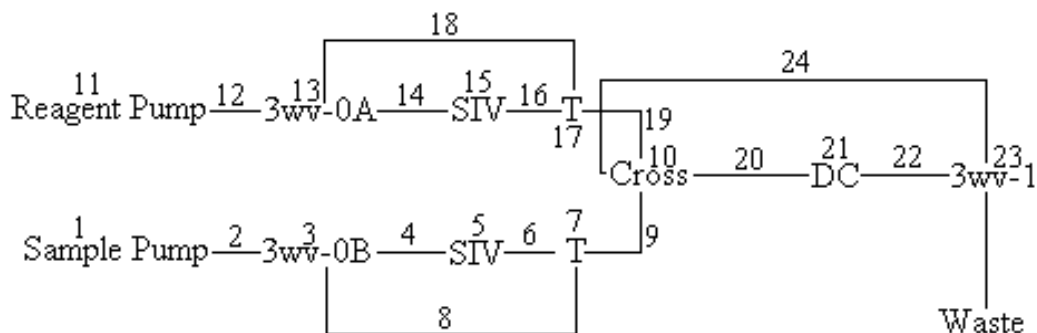 18
24
11 12 13 14 15 16
Reagent Pump 3wv-0A SIV T
17 19
10 20 21 22 23
Cross DC 3wv-1
1 2 3 4 5 6 7 9
Sample Pump 3wv-0B SIV T
8
Waste